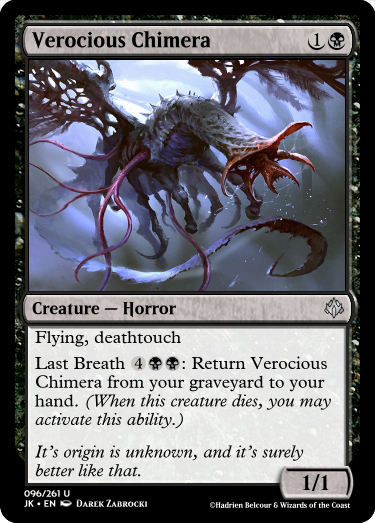 Verocious Chimera 1
Creature — Horror
Flying, deathtouch
Last Breath 4: Return Verocious
Chimera from your graveyard to your
hand. (When this creature dies, you may
activate this ability.)
It's origin is unknown, and it's surely
better like that.
1/1
096/261 U
JK • EN DAREK ZABROCKI
©Hadrien Belcour & Wizards of the Coast